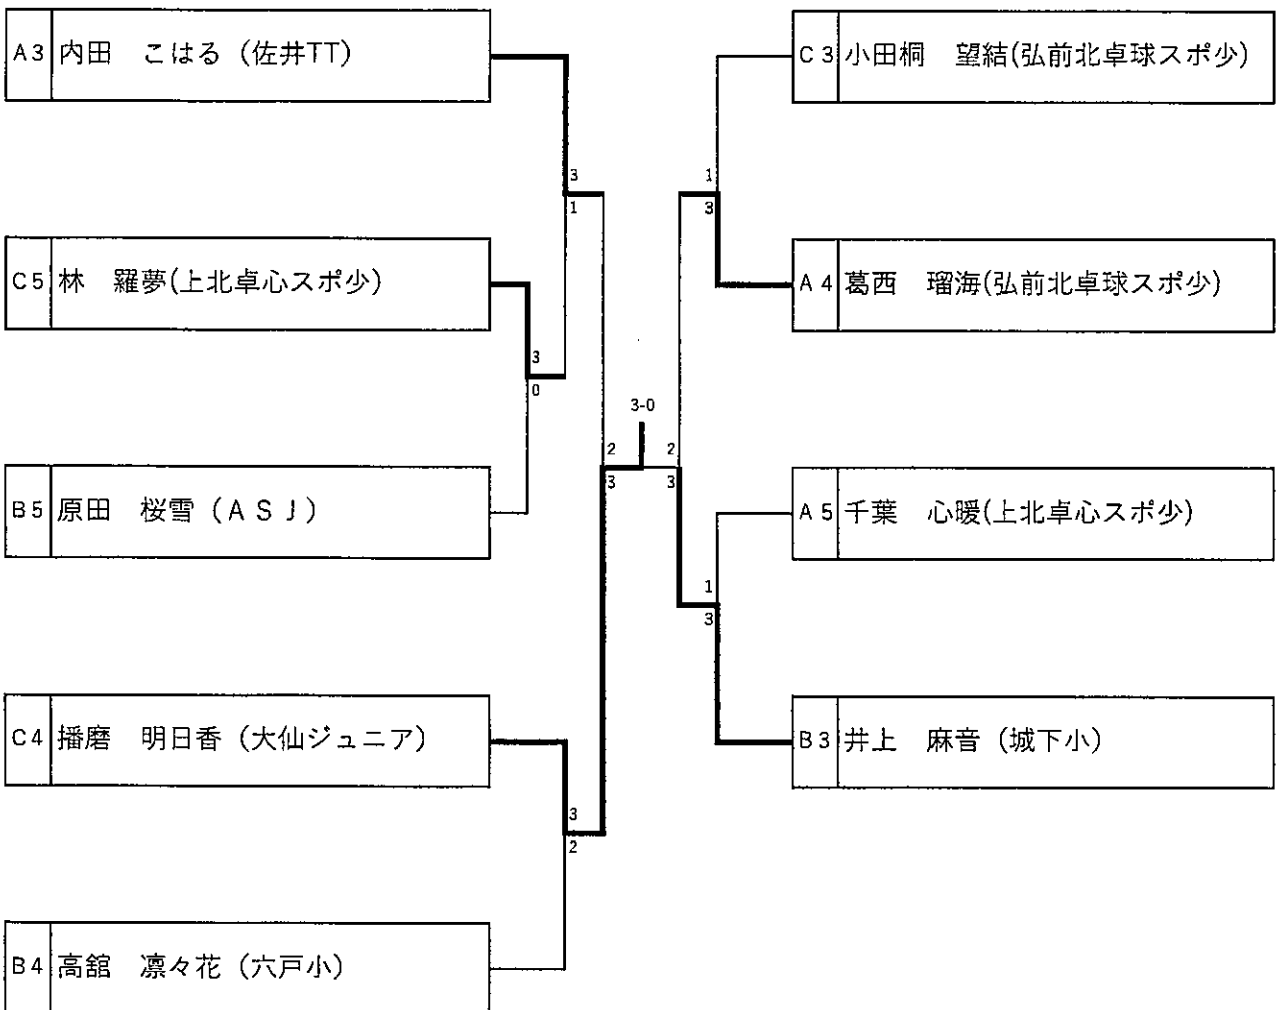 A3 内田 こはる (佐井TT)
3
1
C5 林 羅夢(上北卓心スポ少)
3
0
B5 原田 桜雪 (ASJ)
C4 播磨 明日香 (大仙ジュニア)
3
2
B4 高舘 凛々花 (六戸小)
2
3
3-0
2
3
C3 小田桐 望結(弘前北卓球スポ少)
1
3
A4 葛西 瑠海(弘前北卓球スポ少)
A5 千葉 心暖(上北卓心スポ少)
1
3
B3 井上 麻音 (城下小)